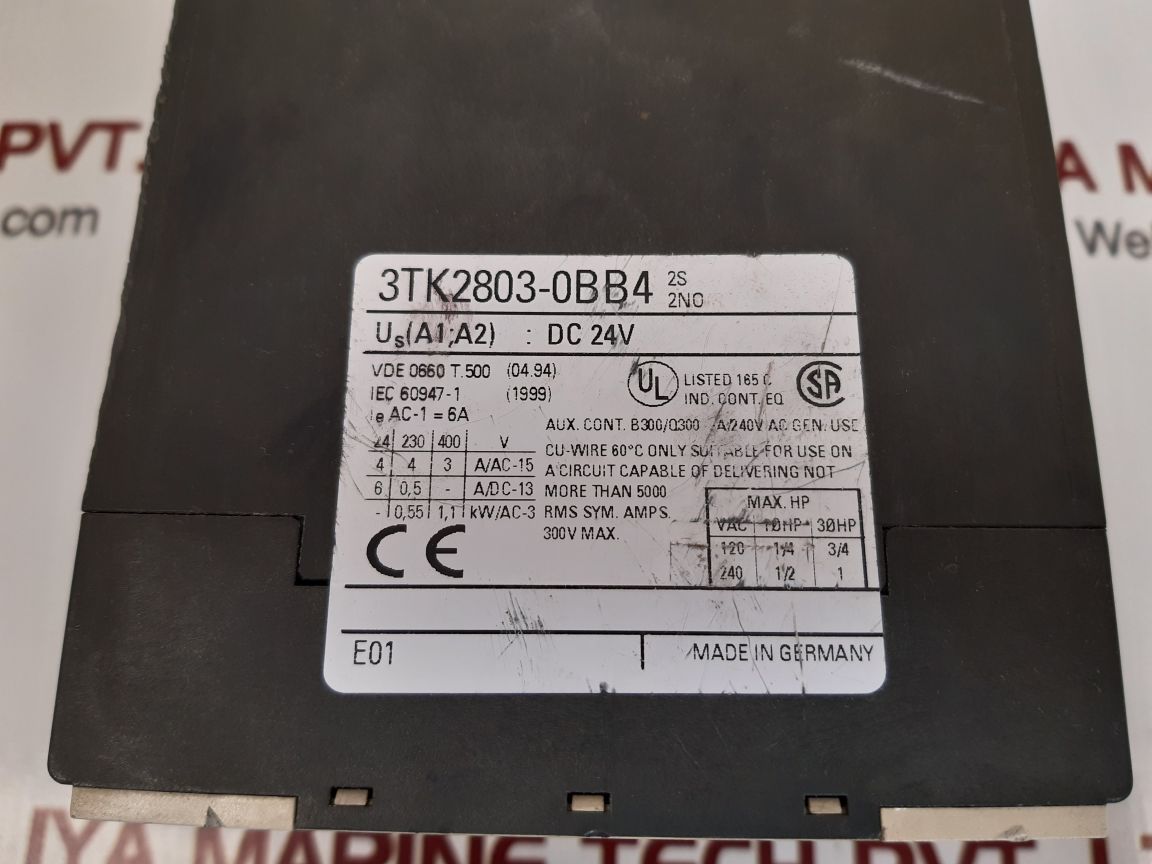 PVT.
.com
A M
Wel
3TK2803-0BB4 2S
2NO
Us(A1;A2) : DC 24V
VDE 0660 T.500 (04.94)
IEC 60947-1 (1999)
Ie AC-1 = 6A
24 230 400 V
4 4 3 A/AC-15
6 0,5 - A/DC-13
- 0,55 1,1 kW/AC-3
UL LISTED 165 C
IND. CONT. EQ
SA
AUX. CONT. B300/Q300 A/240V AC GEN. USE
CU-WIRE 60°C ONLY SUITABLE FOR USE ON
A CIRCUIT CAPABLE OF DELIVERING NOT
MORE THAN 5000
RMS SYM. AMPS.
300V MAX.
MAX. HP
VAC 1ØHP 3ØHP
120 1/4 3/4
240 1/2 1
CE
E01 MADE IN GERMANY
IYA MARINE TECH PVT LT